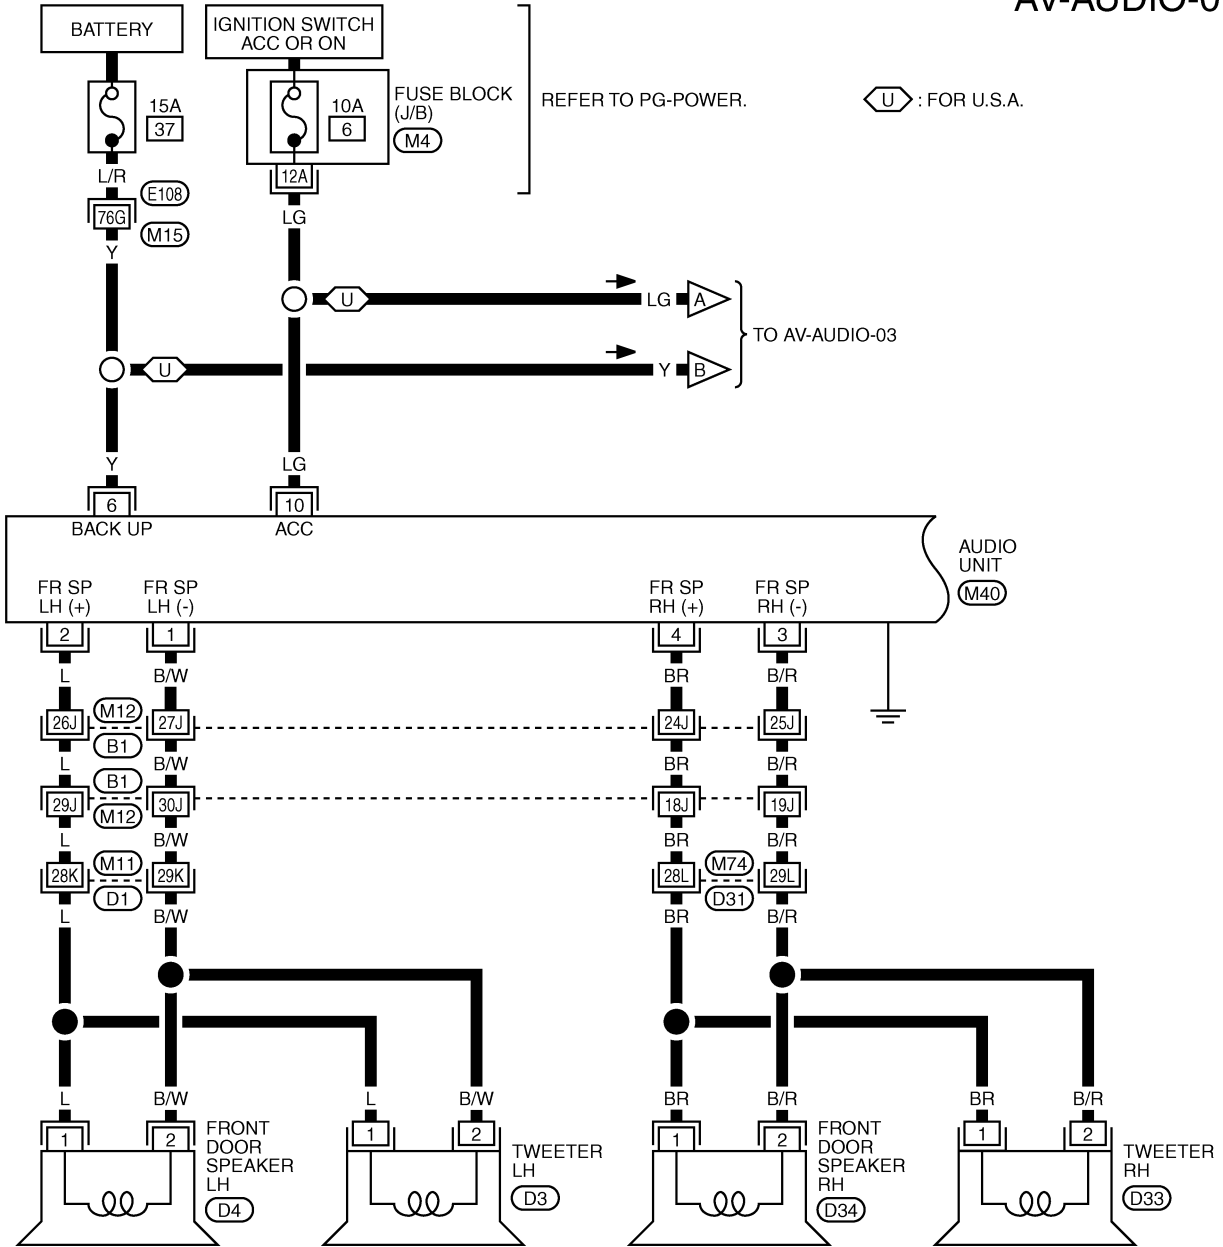 AV-AUDIO-0
BATTERY
IGNITION SWITCH
ACC OR ON
15A
37
10A
6
FUSE BLOCK
(J/B)
M4
REFER TO PG-POWER.
U : FOR U.S.A.
L/R
12A
E108
76G
M15
LG
Y
U
LG
A
TO AV-AUDIO-03
U
Y
B
Y
LG
6
10
BACK UP
ACC
AUDIO
UNIT
M40
FR SP
LH (+)
FR SP
LH (-)
FR SP
RH (+)
FR SP
RH (-)
2
1
4
3
L
B/W
BR
B/R
26J
M12
27J
24J
25J
B1
L
B/W
BR
B/R
B1
29J
30J
18J
19J
M12
L
B/W
BR
B/R
M11
M74
28K
29K
28L
29L
D1
D31
L
B/W
BR
B/R
L
B/W
L
B/W
BR
B/R
BR
B/R
1
2
1
2
1
2
1
2
FRONT
DOOR
SPEAKER
LH
D4
TWEETER
LH
D3
FRONT
DOOR
SPEAKER
RH
D34
TWEETER
RH
D33